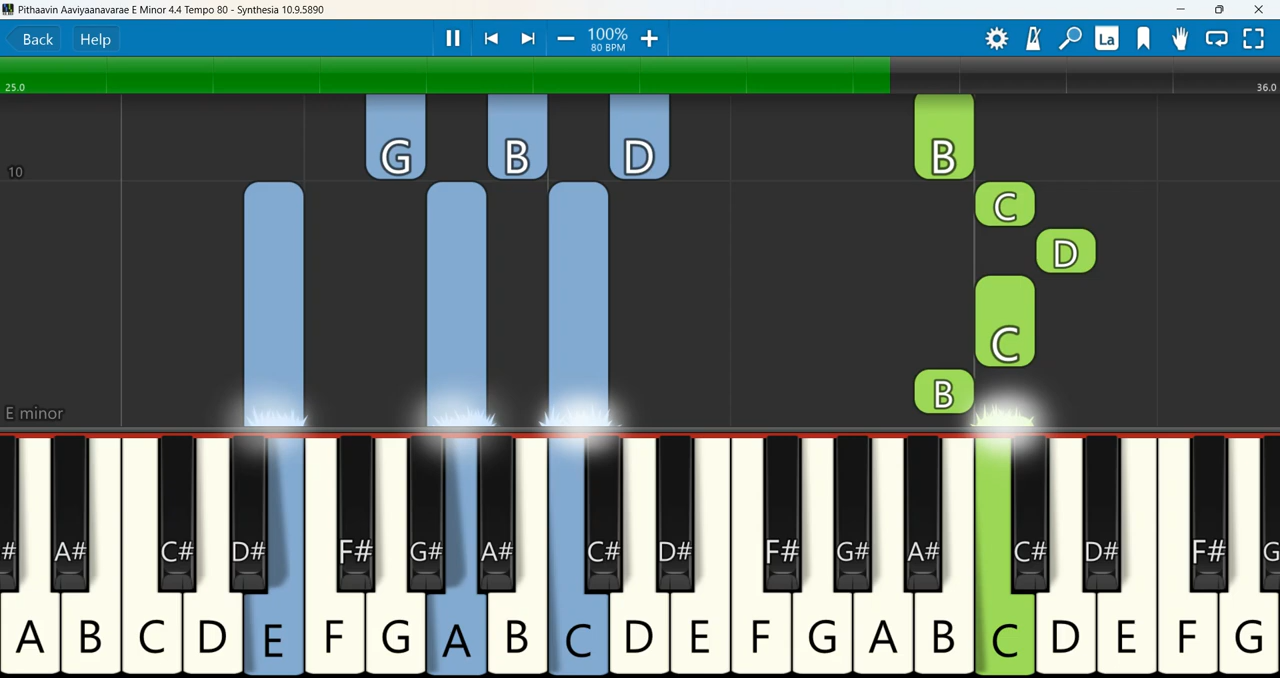 Pithaavin Aaviyaanavarae E Minor 4.4 Tempo 80 - Synthesia 10.9.5890
Back Help 100% La
80 BPM
25.0 36.0
G B D B
10
C
D
C
B
E minor
# A# C# D# F# G# A# C# D# F# G# A# C# D# F# G
A B C D E F G A B C D E F G A B C D E F G